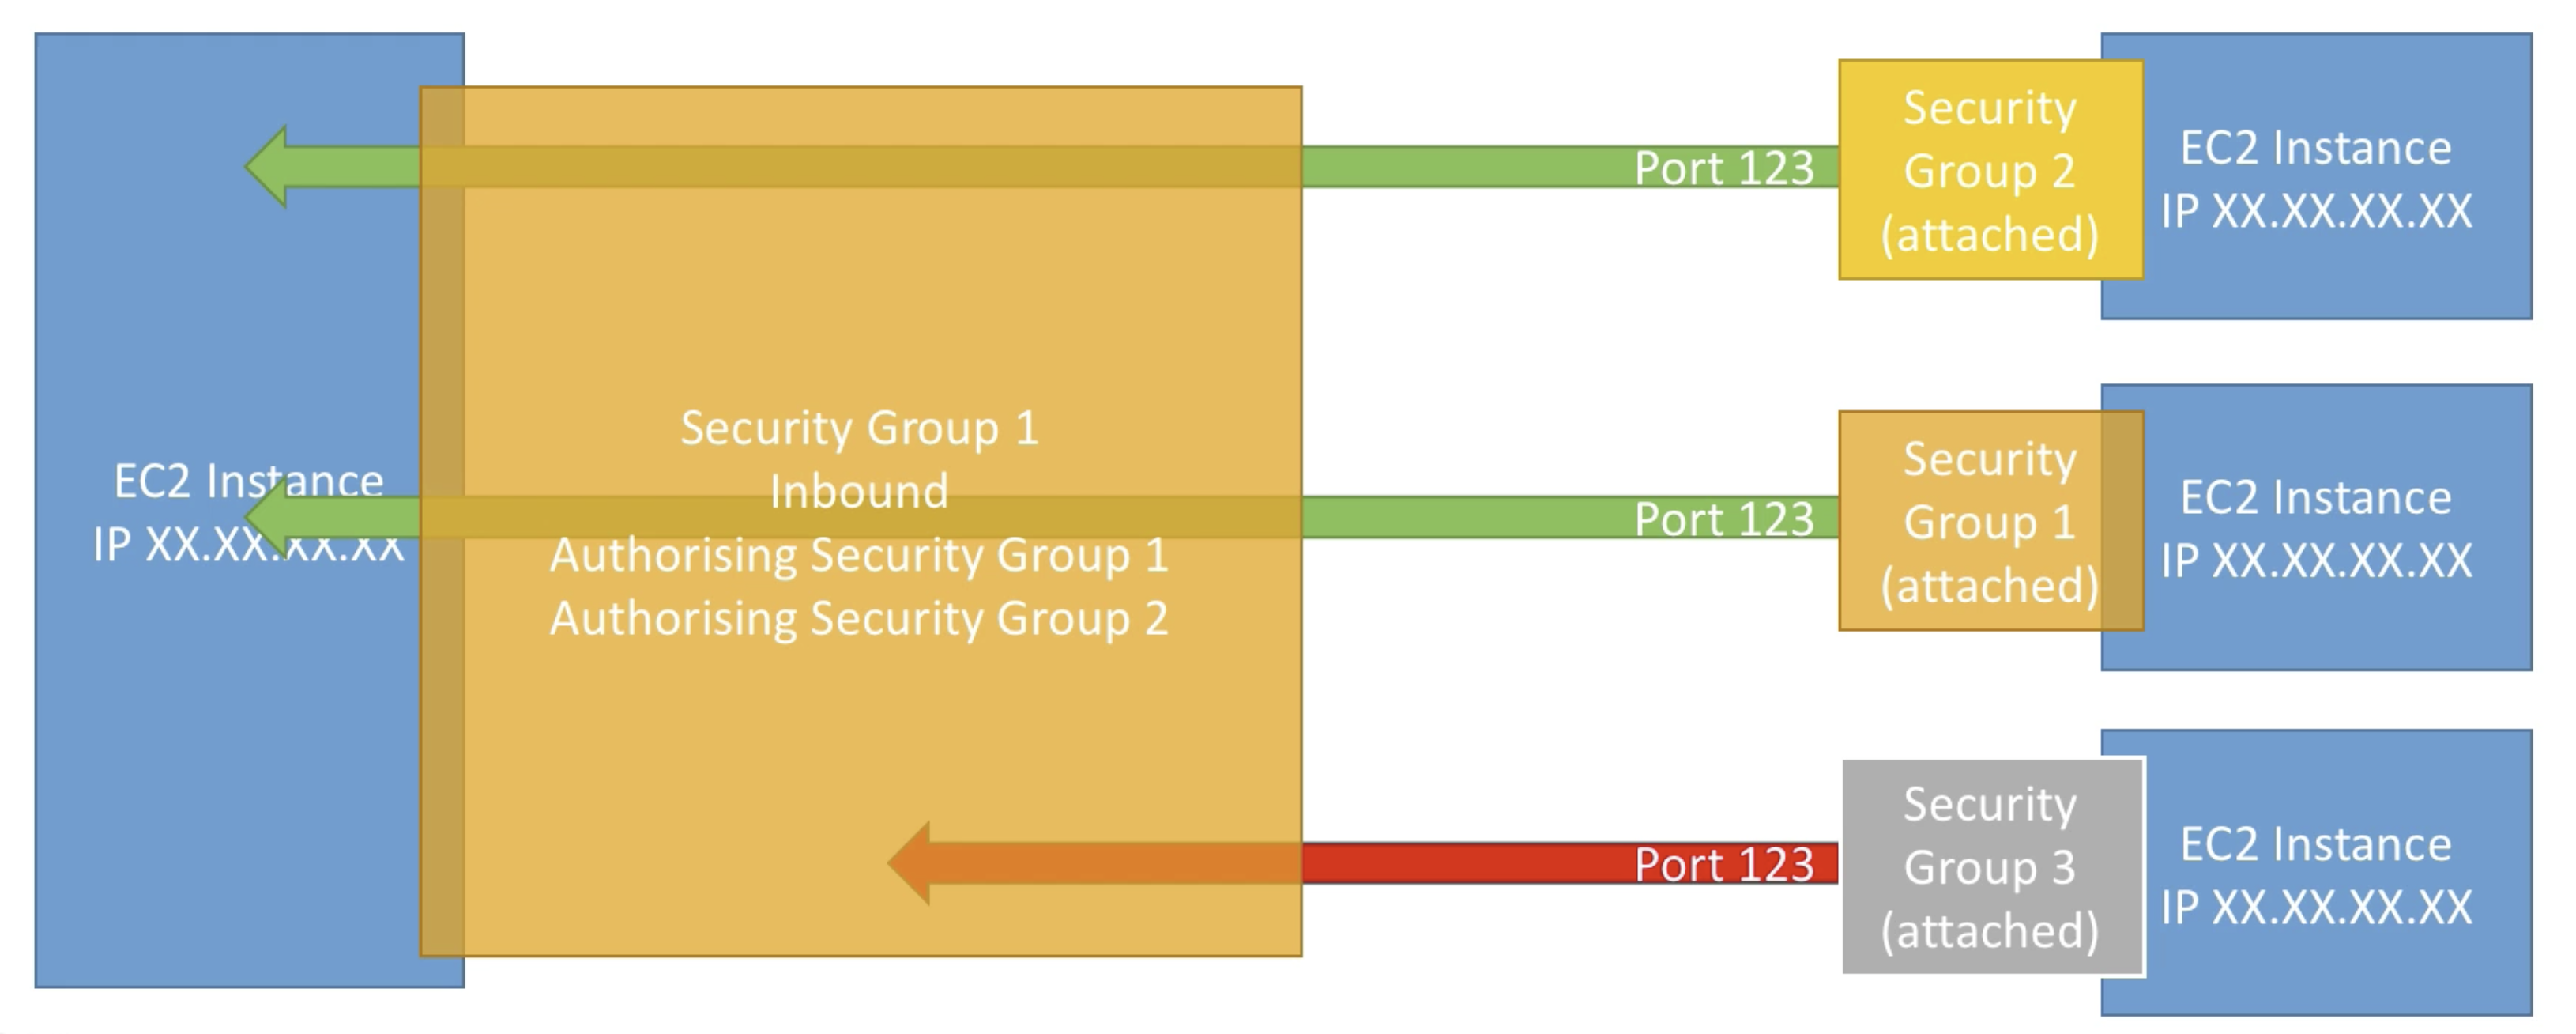 EC2 Instance
IP XX.XX.XX.XX
Security Group 1
Inbound
Authorising Security Group 1
Authorising Security Group 2
Port 123
Security
Group 2
(attached)
EC2 Instance
IP XX.XX.XX.XX
Port 123
Security
Group 1
(attached)
EC2 Instance
IP XX.XX.XX.XX
Port 123
Security
Group 3
(attached)
EC2 Instance
IP XX.XX.XX.XX